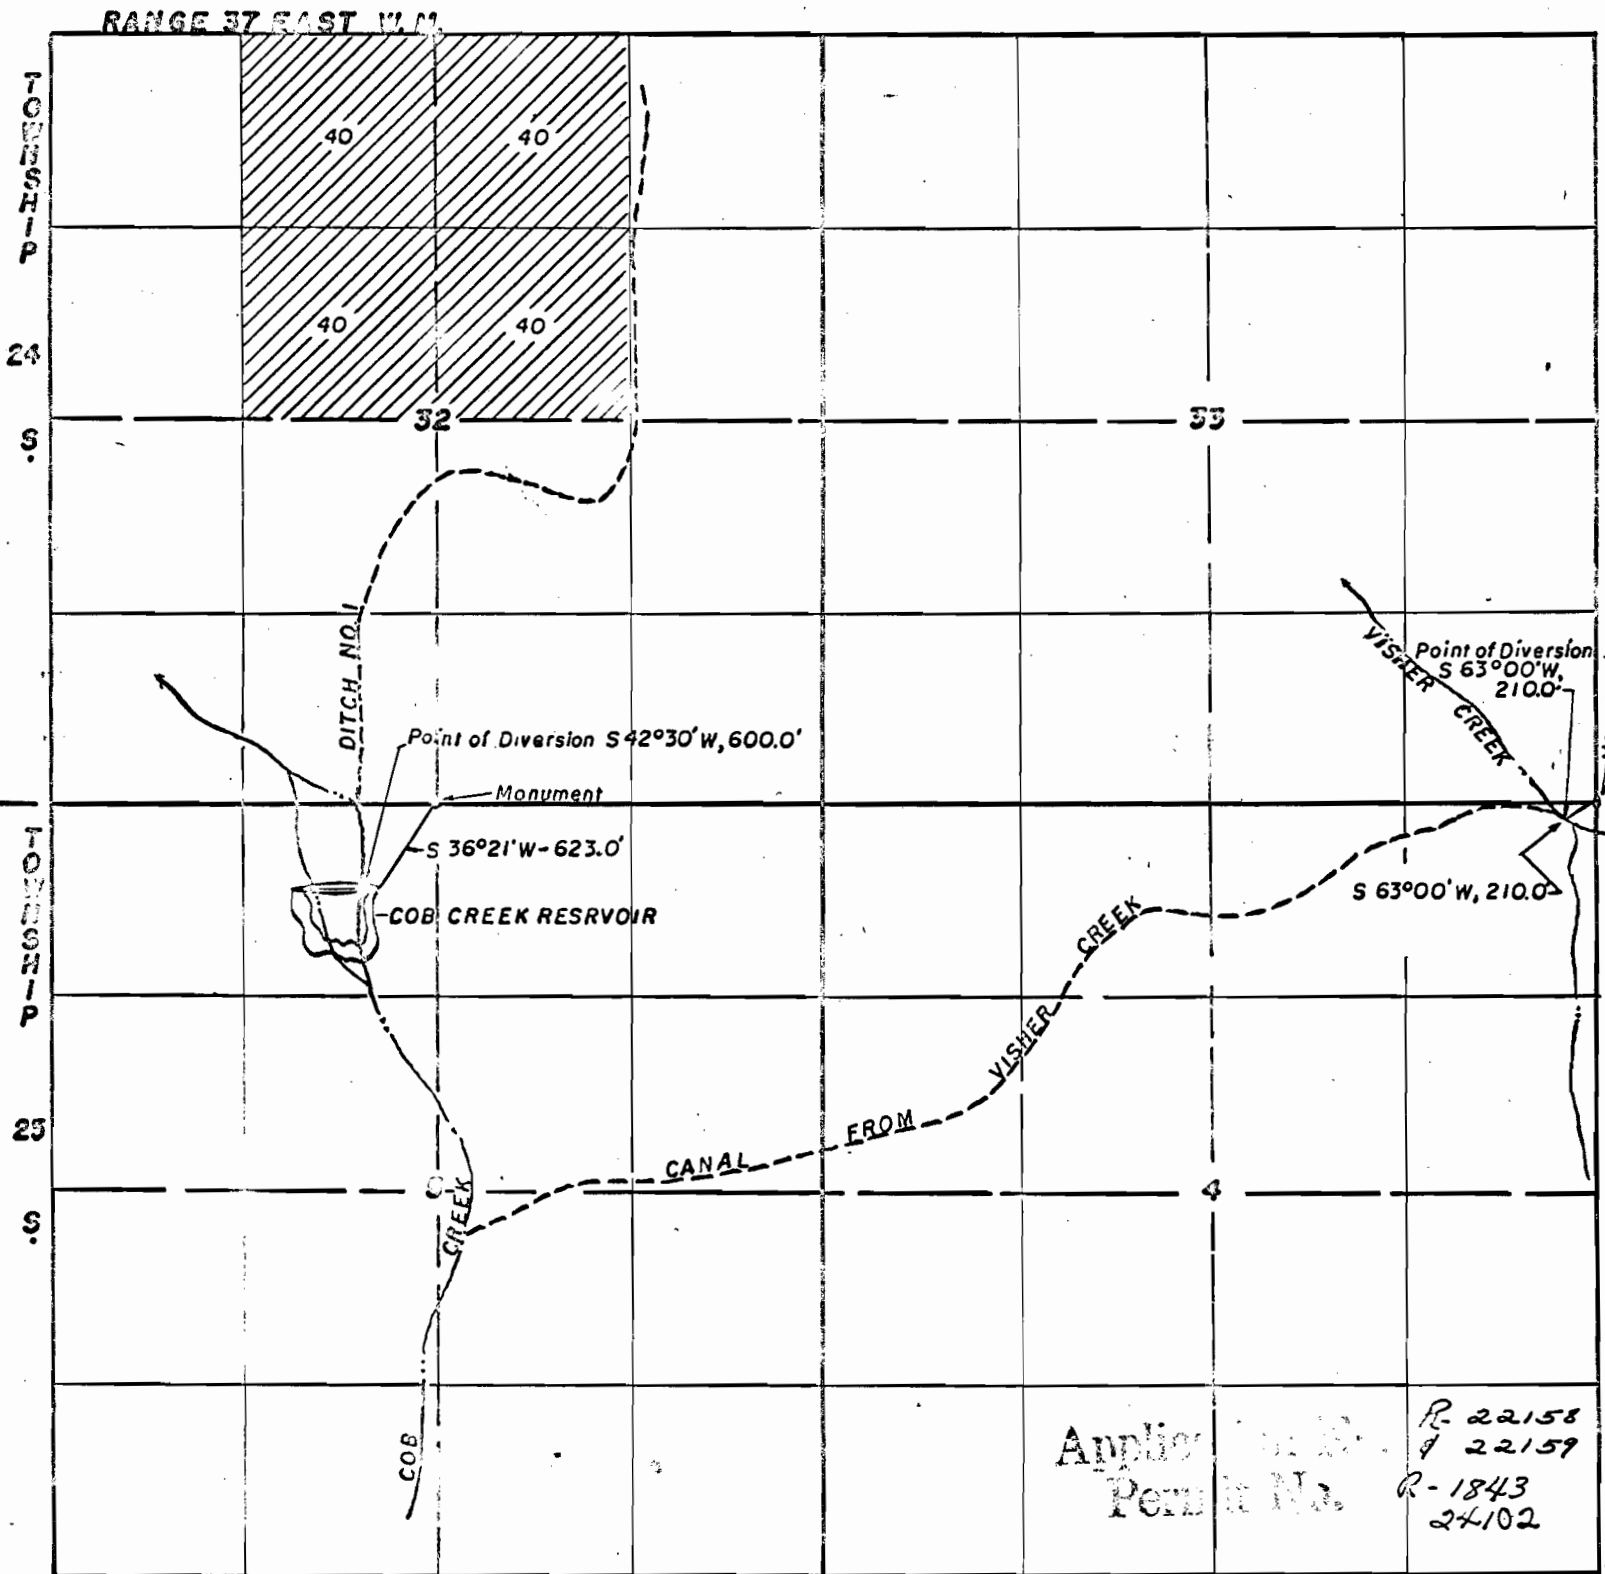 RANGE 37 EAST W.M.
TOWNSHIP
24
S.
40
40
40
40
32
33
DITCH NO. 1
Point of Diversion S 42°30'W, 600.0'
Monument
S 36°21'W - 623.0'
COB CREEK RESRVOIR
VISHER CREEK
Point of Diversion
S 63°00'W,
210.0'
S 63°00'W, 210.0'
TOWNSHIP
25
S.
CANAL FROM VISHER CREEK
4
COB CREEK
Permit No.
R-22158
22159
R-1843
24102